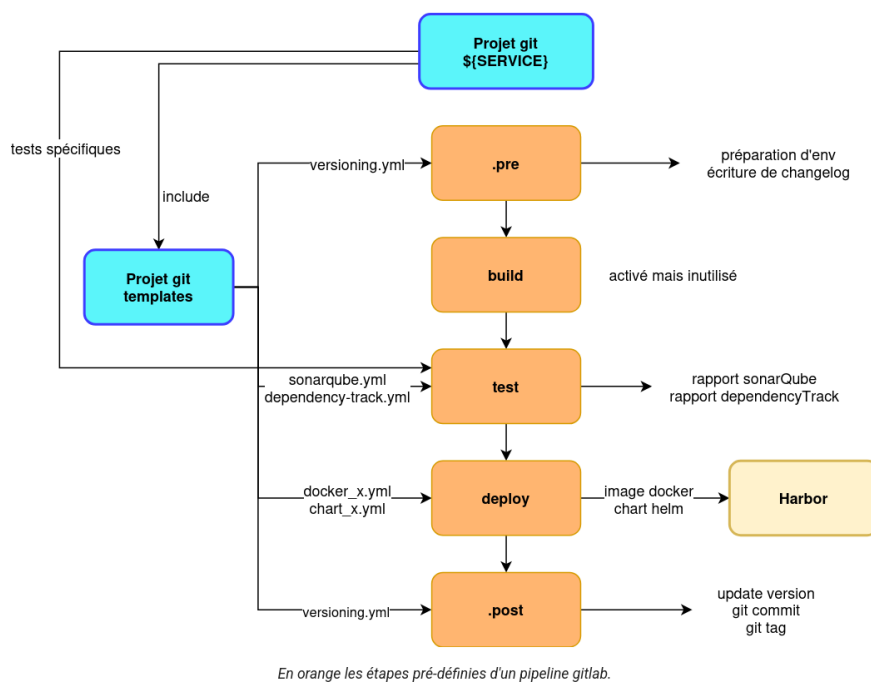 Projet git
${SERVICE}
tests spécifiques
versioning.yml
.pre
préparation d'env
écriture de changelog
include
Projet git
templates
build
activé mais inutilisé
sonarqube.yml
dependency-track.yml
test
rapport sonarQube
rapport dependencyTrack
docker_x.yml
chart_x.yml
deploy
image docker
chart helm
Harbor
versioning.yml
.post
update version
git commit
git tag
En orange les étapes pré-définies d'un pipeline gitlab.